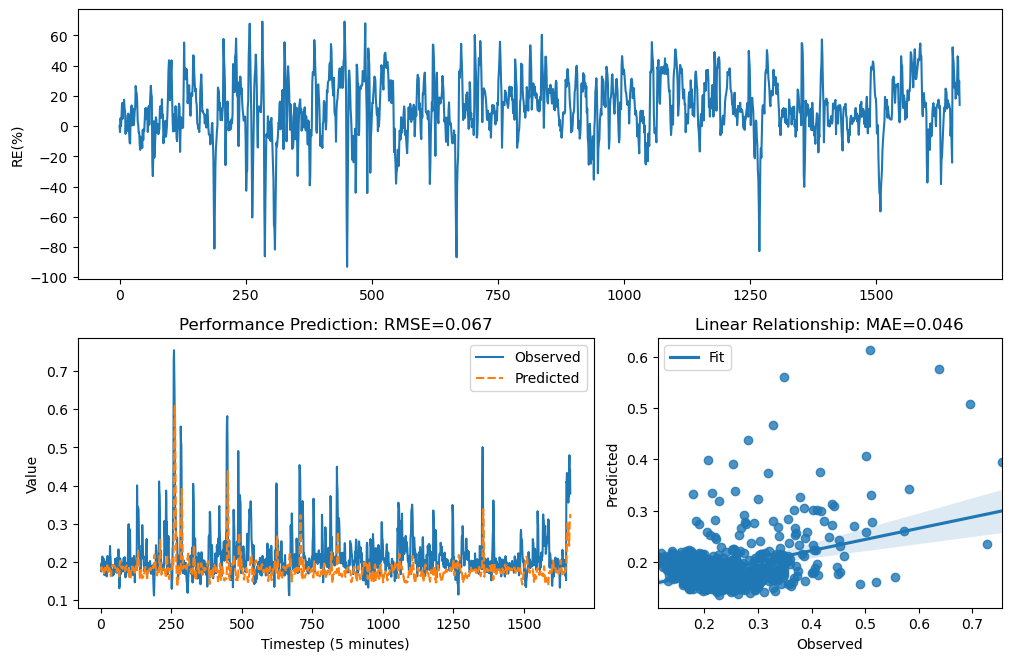 RE(%)
60
40
20
0
−20
−40
−60
−80
−100
0 250 500 750 1000 1250 1500
Performance Prediction: RMSE=0.067
Value
0.7
0.6
0.5
0.4
0.3
0.2
0.1
Observed
Predicted
0 250 500 750 1000 1250 1500
Timestep (5 minutes)
Linear Relationship: MAE=0.046
Predicted
0.6
0.5
0.4
0.3
0.2
Fit
0.2 0.3 0.4 0.5 0.6 0.7
Observed